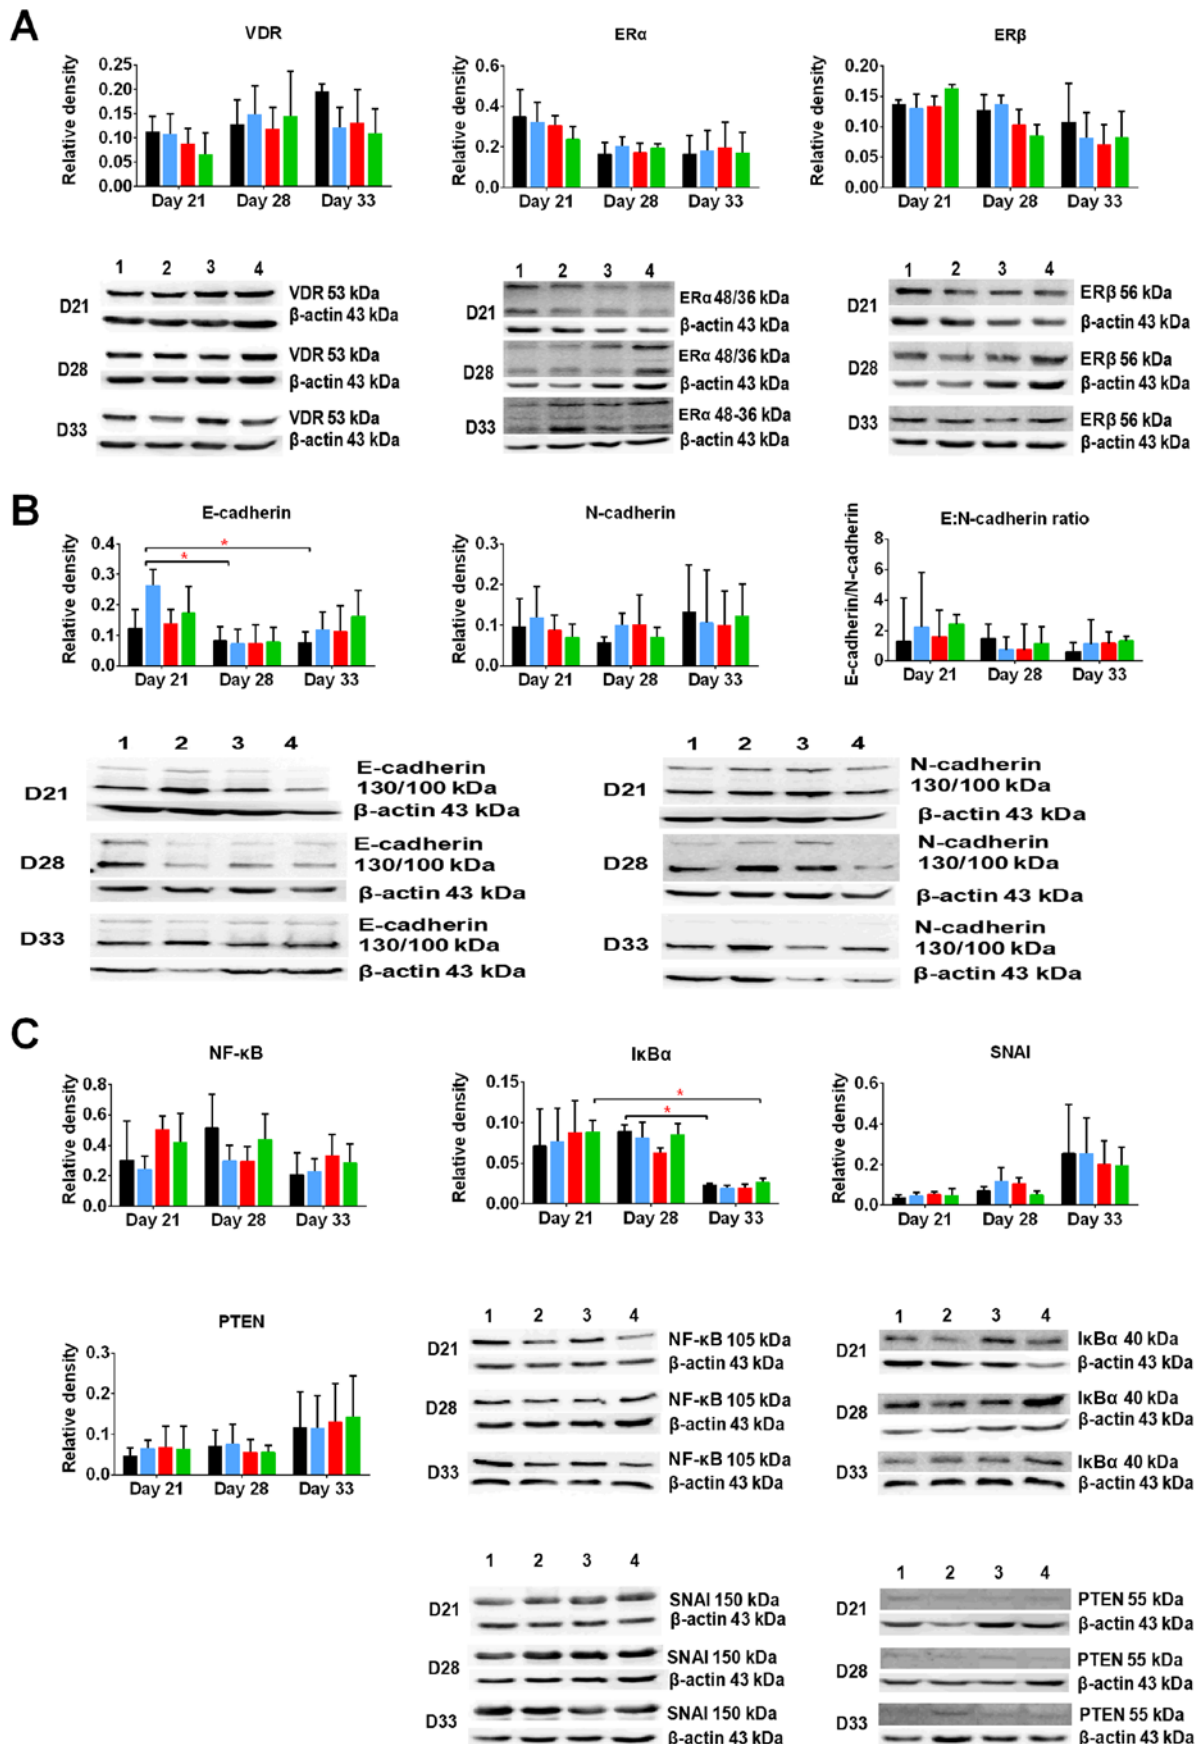 A
VDR
Relative density
0.25
0.20
0.15
0.10
0.05
0.00
Day 21 Day 28 Day 33
ERα
Relative density
0.6
0.4
0.2
0.0
Day 21 Day 28 Day 33
ERβ
Relative density
0.20
0.15
0.10
0.05
0.00
Day 21 Day 28 Day 33
1 2 3 4
D21
VDR 53 kDa
β-actin 43 kDa
D28
VDR 53 kDa
β-actin 43 kDa
D33
VDR 53 kDa
β-actin 43 kDa
1 2 3 4
D21
ERα 48/36 kDa
β-actin 43 kDa
D28
ERα 48/36 kDa
β-actin 43 kDa
D33
ERα 48-36 kDa
β-actin 43 kDa
1 2 3 4
D21
ERβ 56 kDa
β-actin 43 kDa
D28
ERβ 56 kDa
β-actin 43 kDa
D33
ERβ 56 kDa
β-actin 43 kDa
B
E-cadherin
Relative density
0.4
0.3
0.2
0.1
0.0
*
*
Day 21 Day 28 Day 33
N-cadherin
Relative density
0.3
0.2
0.1
0.0
Day 21 Day 28 Day 33
E:N-cadherin ratio
E-cadherin/N-cadherin
8
6
4
2
0
Day 21 Day 28 Day 33
1 2 3 4
D21
E-cadherin
130/100 kDa
β-actin 43 kDa
D28
E-cadherin
130/100 kDa
β-actin 43 kDa
D33
E-cadherin
130/100 kDa
β-actin 43 kDa
1 2 3 4
D21
N-cadherin
130/100 kDa
β-actin 43 kDa
D28
N-cadherin
130/100 kDa
β-actin 43 kDa
D33
N-cadherin
130/100 kDa
β-actin 43 kDa
C
NF-κB
Relative density
0.8
0.6
0.4
0.2
0.0
Day 21 Day 28 Day 33
IκBα
Relative density
0.15
0.10
0.05
0.00
*
*
Day 21 Day 28 Day 33
SNAI
Relative density
0.6
0.4
0.2
0.0
Day 21 Day 28 Day 33
PTEN
Relative density
0.3
0.2
0.1
0.0
Day 21 Day 28 Day 33
1 2 3 4
D21
NF-κB 105 kDa
β-actin 43 kDa
D28
NF-κB 105 kDa
β-actin 43 kDa
D33
NF-κB 105 kDa
β-actin 43 kDa
1 2 3 4
D21
IκBα 40 kDa
β-actin 43 kDa
D28
IκBα 40 kDa
β-actin 43 kDa
D33
IκBα 40 kDa
β-actin 43 kDa
1 2 3 4
D21
SNAI 150 kDa
β-actin 43 kDa
D28
SNAI 150 kDa
β-actin 43 kDa
D33
SNAI 150 kDa
β-actin 43 kDa
1 2 3 4
D21
PTEN 55 kDa
β-actin 43 kDa
D28
PTEN 55 kDa
β-actin 43 kDa
D33
PTEN 55 kDa
β-actin 43 kDa